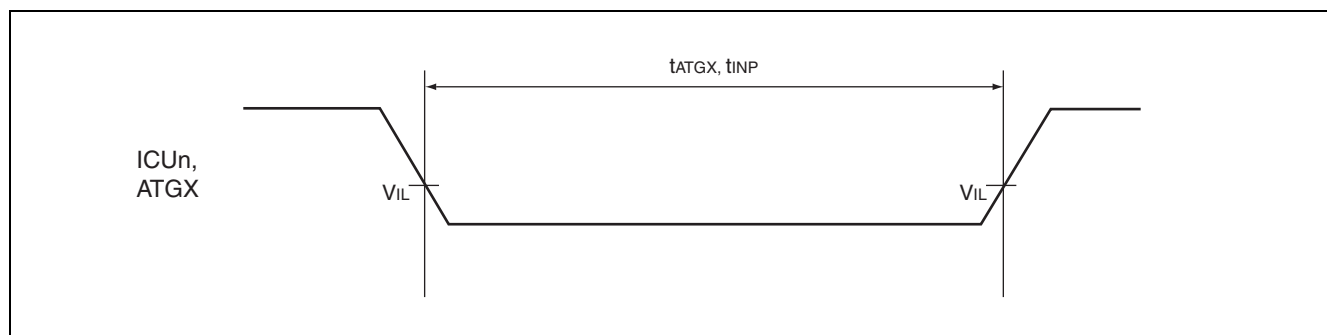 tATGX, tINP
ICUn,
ATGX
VIL
VIL